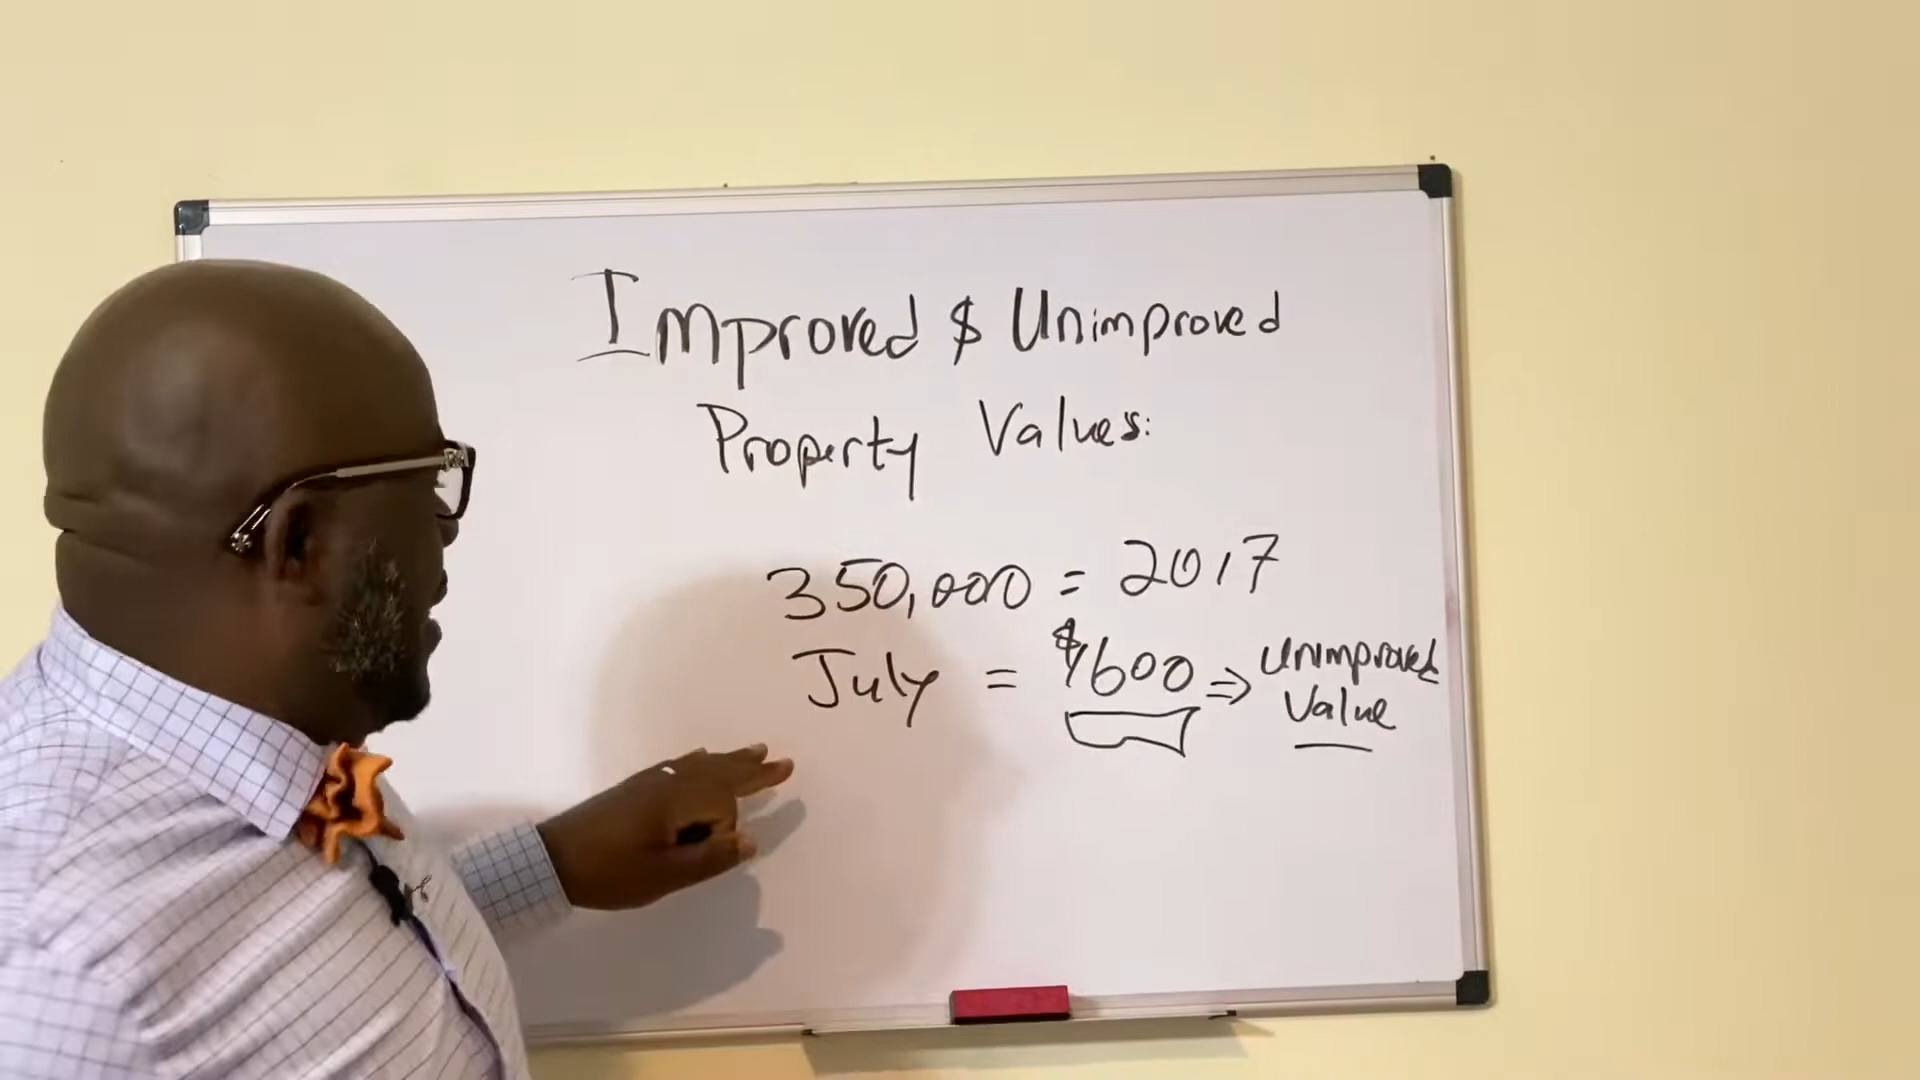 Improved & Unimproved
Property Values:
350,000 = 2017
July = $600 ⇒ Unimproved
Value